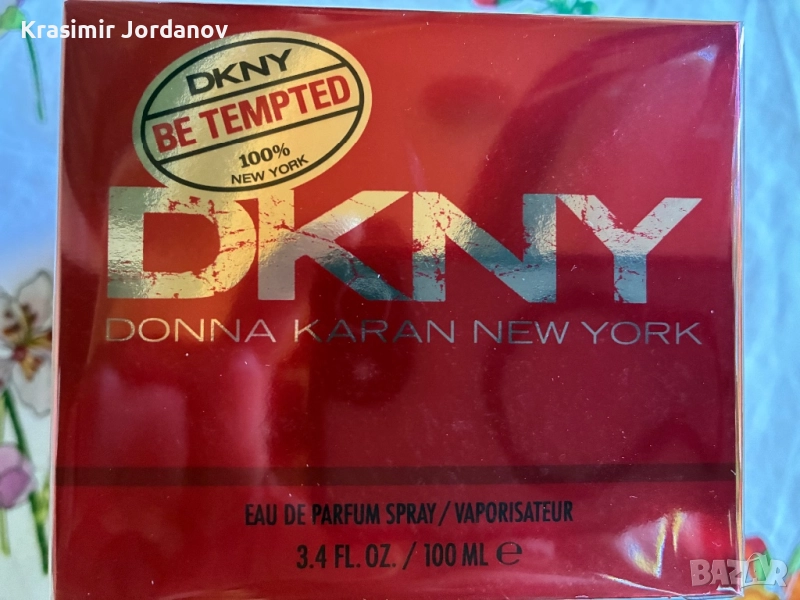 Krasimir Jordanov
DKNY
BE TEMPTED
100%
NEW YORK
DKNY
DONNA KARAN NEW YORK
EAU DE PARFUM SPRAY/VAPORISATEUR
3.4 FL. OZ. / 100 ML ℮
BAZAR